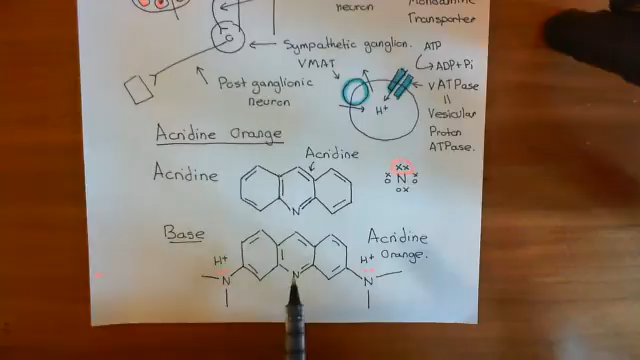 neuron
Monoamine
Transporter
G
Sympathetic ganglion.
VMAT
ATP
ADP+Pi
Post ganglionic
neuron
H+
vATPase
=
Vesicular
Proton
ATPase.
Acridine Orange
Acridine
Acridine
N
N
Base
H+
H+
Acridine
Orange.
N
N
N